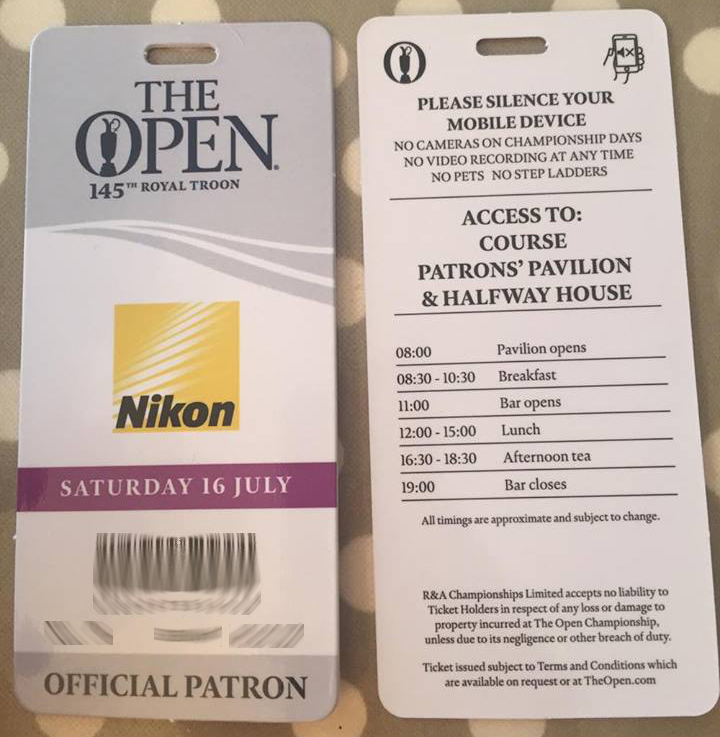 THE
OPEN
145TH ROYAL TROON
Nikon
SATURDAY 16 JULY
OFFICIAL PATRON
PLEASE SILENCE YOUR
MOBILE DEVICE
NO CAMERAS ON CHAMPIONSHIP DAYS
NO VIDEO RECORDING AT ANY TIME
NO PETS NO STEP LADDERS
ACCESS TO:
COURSE
PATRONS' PAVILION
& HALFWAY HOUSE
08:00 Pavilion opens
08:30 - 10:30 Breakfast
11:00 Bar opens
12:00 - 15:00 Lunch
16:30 - 18:30 Afternoon tea
19:00 Bar closes
All timings are approximate and subject to change.
R&A Championships Limited accepts no liability to
Ticket Holders in respect of any loss or damage to
property incurred at The Open Championship,
unless due to its negligence or other breach of duty.
Ticket issued subject to Terms and Conditions which
are available on request or at TheOpen.com